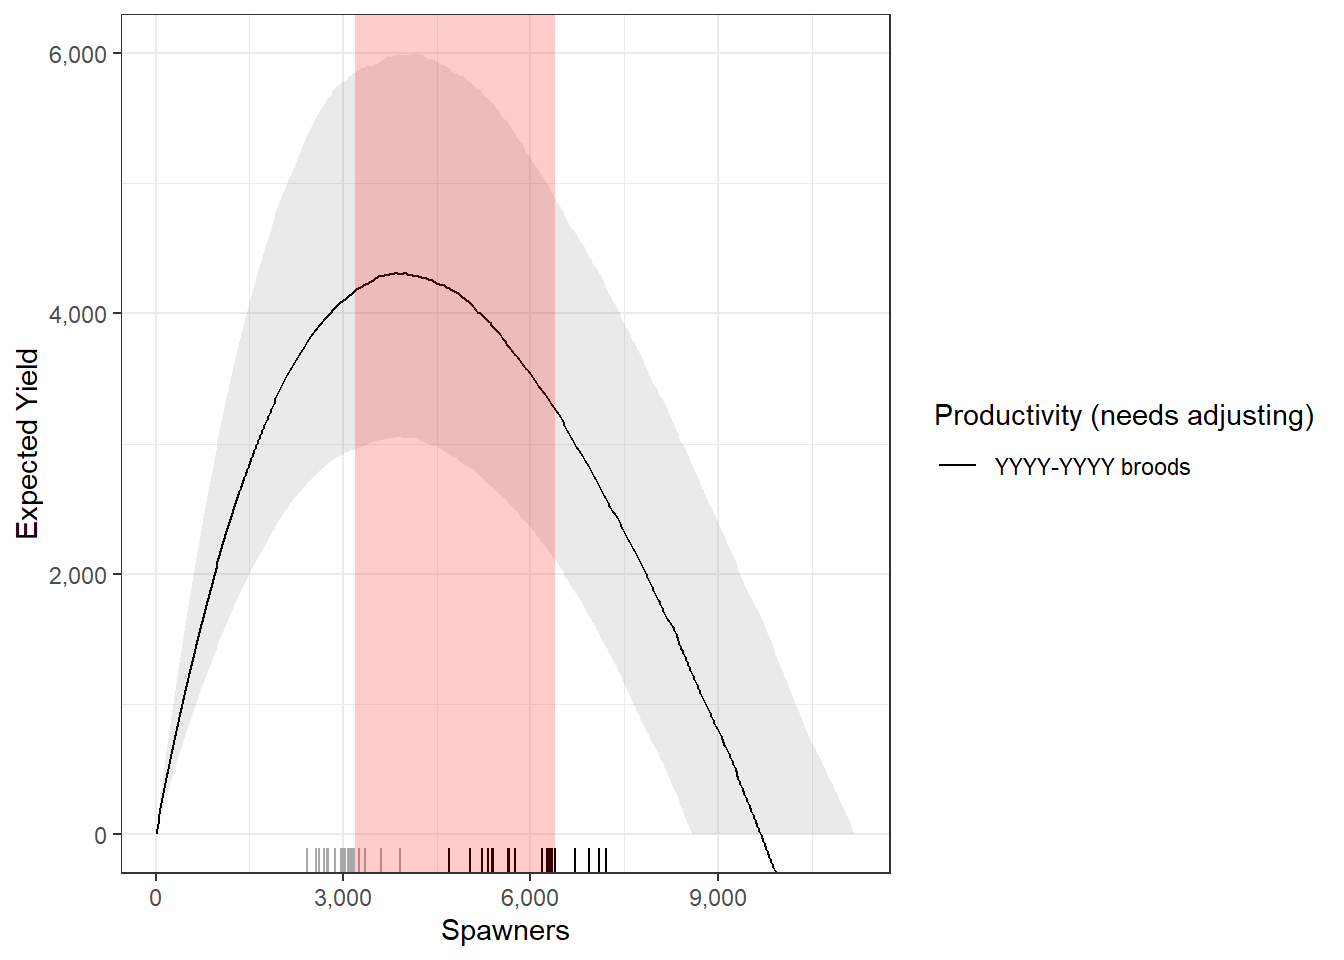 6,000
4,000
2,000
0
Expected Yield
0
3,000
6,000
9,000
Spawners
Productivity (needs adjusting)
YYYY-YYYY broods